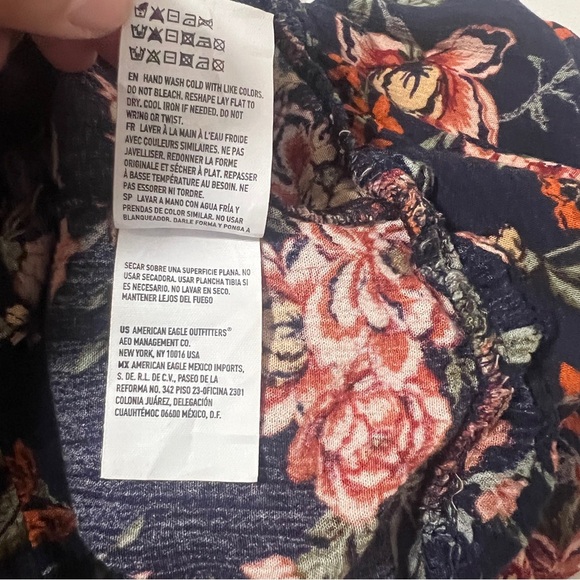 EN HAND WASH COLD WITH LIKE COLORS.
DO NOT BLEACH, RESHAPE LAY FLAT TO
DRY, COOL IRON IF NEEDED. DO NOT
WRING OR TWIST.
FR LAVER À LA MAIN À L'EAU FROIDE
AVEC COULEURS SIMILAIRES. NE PAS
JAVELLISER. REDONNER LA FORME
ORIGINALE ET SÉCHER À PLAT. REPASSER
À BASSE TEMPÉRATURE AU BESOIN. NE
PAS ESSORER NI TORDRE.
SP LAVAR A MANO CON AGUA FRÍA Y
PRENDAS DE COLOR SIMILAR. NO USAR
BLANQUEADOR. DARLE FORMA Y PONGA A
SECAR SOBRE UNA SUPERFICIE PLANA. NO
USAR SECADORA. USAR PLANCHA TIBIA SI
ES NECESARIO. NO LAVAR EN SECO.
MANTENER LEJOS DEL FUEGO
US AMERICAN EAGLE OUTFITTERS®
AEO MANAGEMENT CO.
NEW YORK, NY 10016 USA
MX AMERICAN EAGLE MEXICO IMPORTS,
S. DE. R.L. DE C.V., PASEO DE LA
REFORMA NO. 342 PISO 23-OFICINA 2301
COLONIA JUÁREZ, DELEGACIÓN
CUAUHTÉMOC 06600 MÉXICO, D.F.